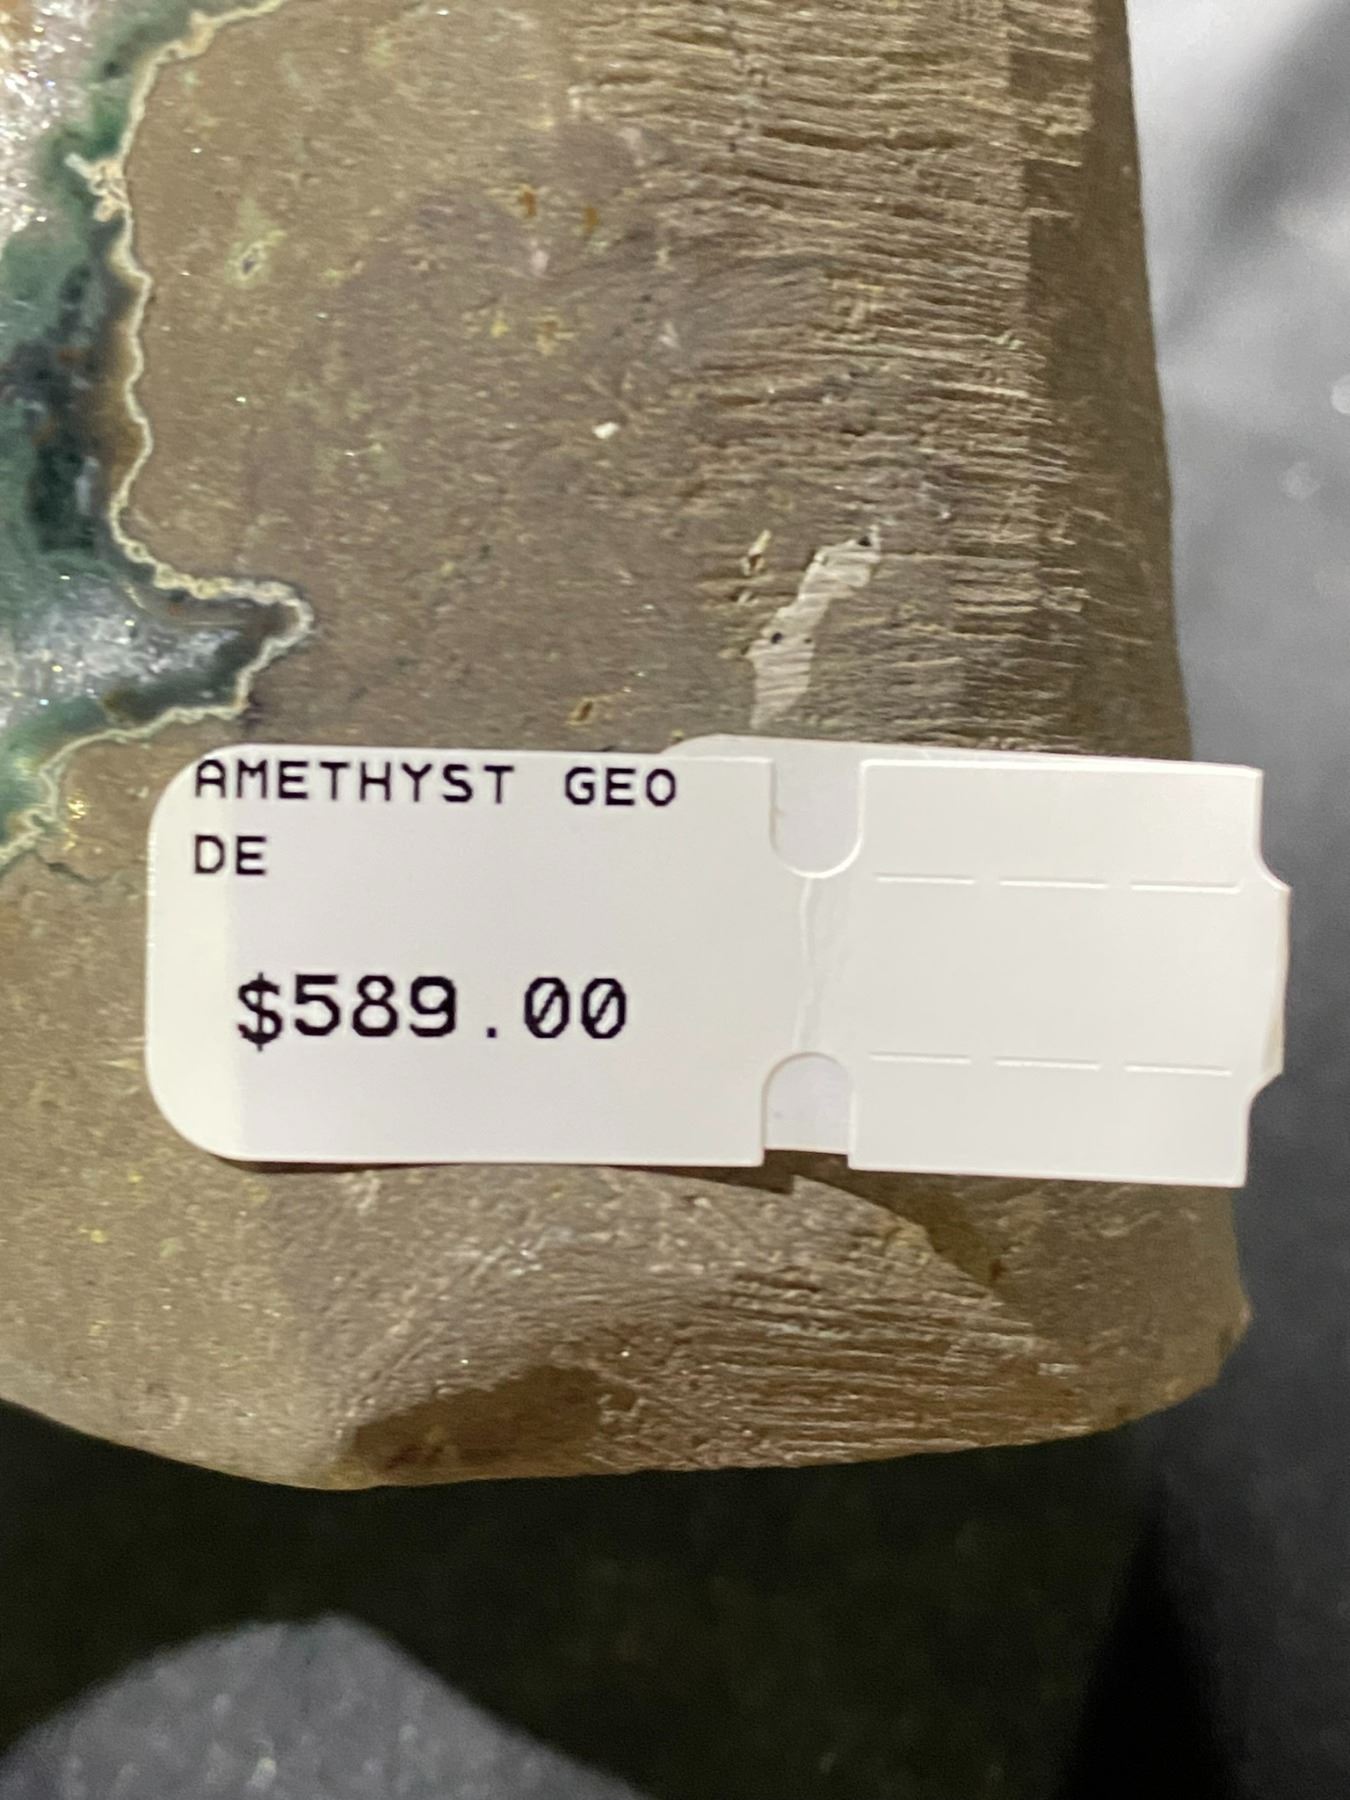 AMETHYST GEO
DE
$589.00